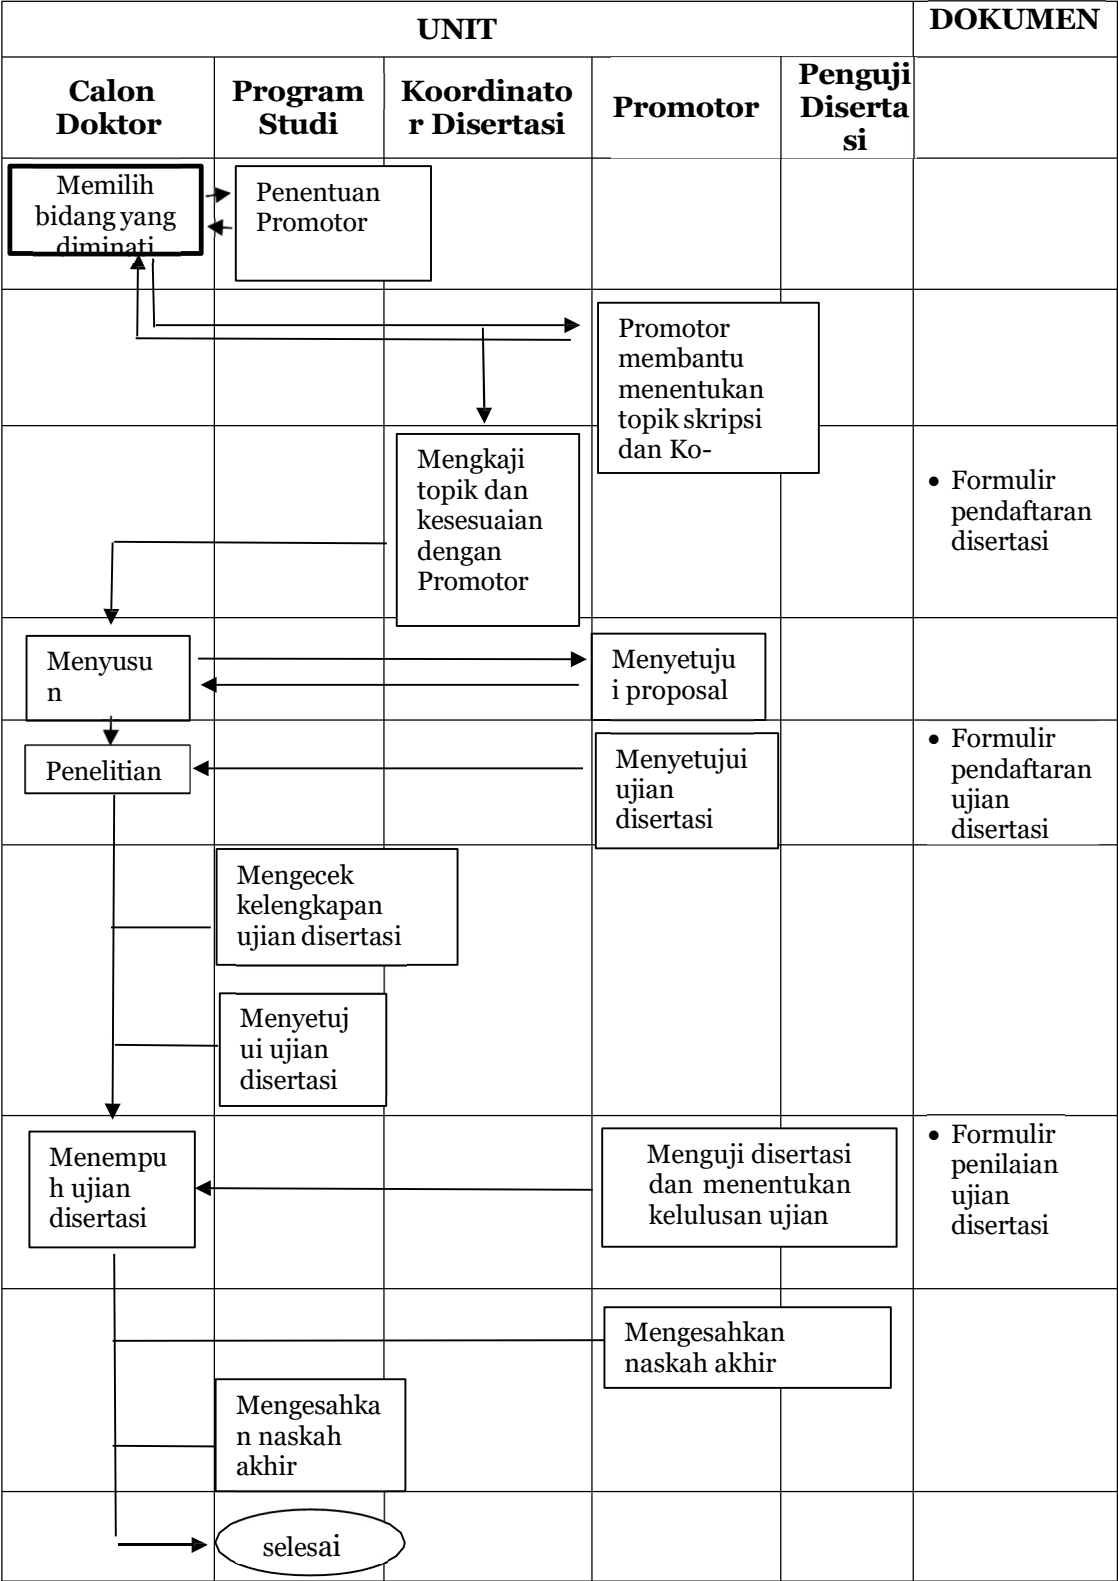 UNIT
DOKUMEN
Calon
Doktor
Program
Studi
Koordinato
r Disertasi
Promotor
Penguji
Diserta
si
Memilih
bidang yang
diminati
Penentuan
Promotor
Promotor
membantu
menentukan
topik skripsi
dan Ko-
Mengkaji
topik dan
kesesuaian
dengan
Promotor
• Formulir
pendaftaran
disertasi
Menyusu
n
Menyetuju
i proposal
Penelitian
Menyetujui
ujian
disertasi
• Formulir
pendaftaran
ujian
disertasi
Mengecek
kelengkapan
ujian disertasi
Menyetuj
ui ujian
disertasi
Menempu
h ujian
disertasi
Menguji disertasi
dan menentukan
kelulusan ujian
• Formulir
penilaian
ujian
disertasi
Mengesahkan
naskah akhir
Mengesahka
n naskah
akhir
selesai